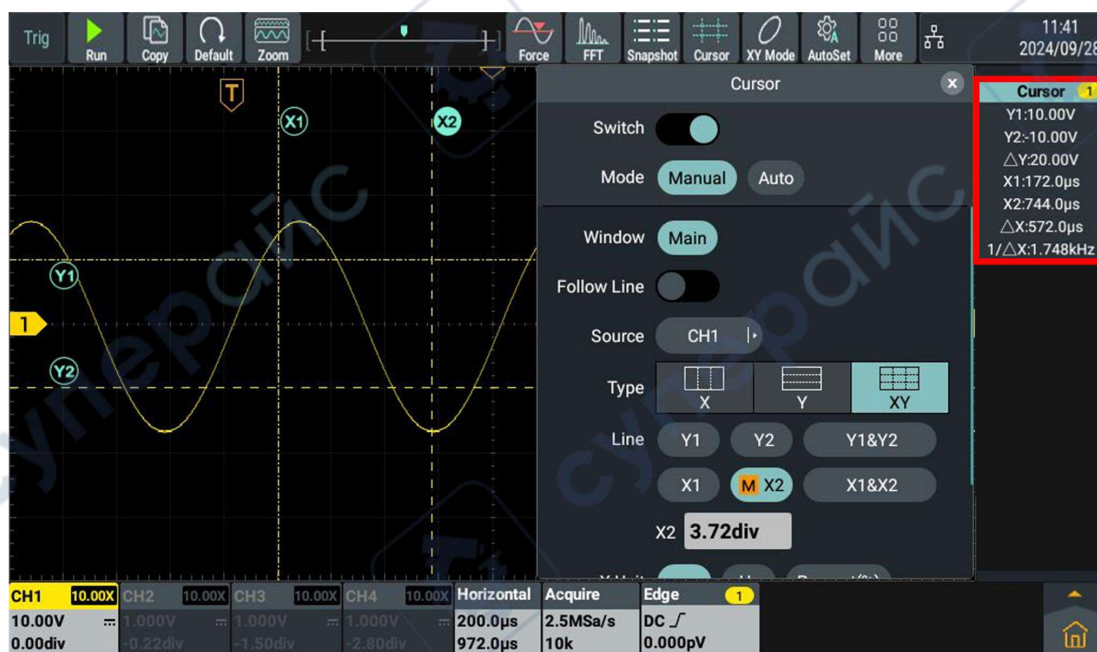 Trig
Run
Copy
Default
Zoom
Force
FFT
Snapshot
Cursor
XY Mode
AutoSet
More
11:41
2024/09/28
T
X1
X2
Y1
1
Y2
Cursor
Switch
Mode
Manual
Auto
Window
Main
Follow Line
Source
CH1
Type
X
Y
XY
Line
Y1
Y2
Y1&Y2
X1
M X2
X1&X2
X2 3.72div
X Unit
Percent(%)
Cursor 1
Y1:10.00V
Y2:-10.00V
△Y:20.00V
X1:172.0µs
X2:744.0µs
△X:572.0µs
1/△X:1.748kHz
CH1 10.00X
10.00V
0.00div
CH2 10.00X
1.000V
-0.22div
CH3 10.00X
1.000V
-1.50div
CH4 10.00X
1.000V
-2.80div
Horizontal
200.0µs
972.0µs
Acquire
2.5MSa/s
10k
Edge 1
DC
0.000pV
суперайс
суперайс